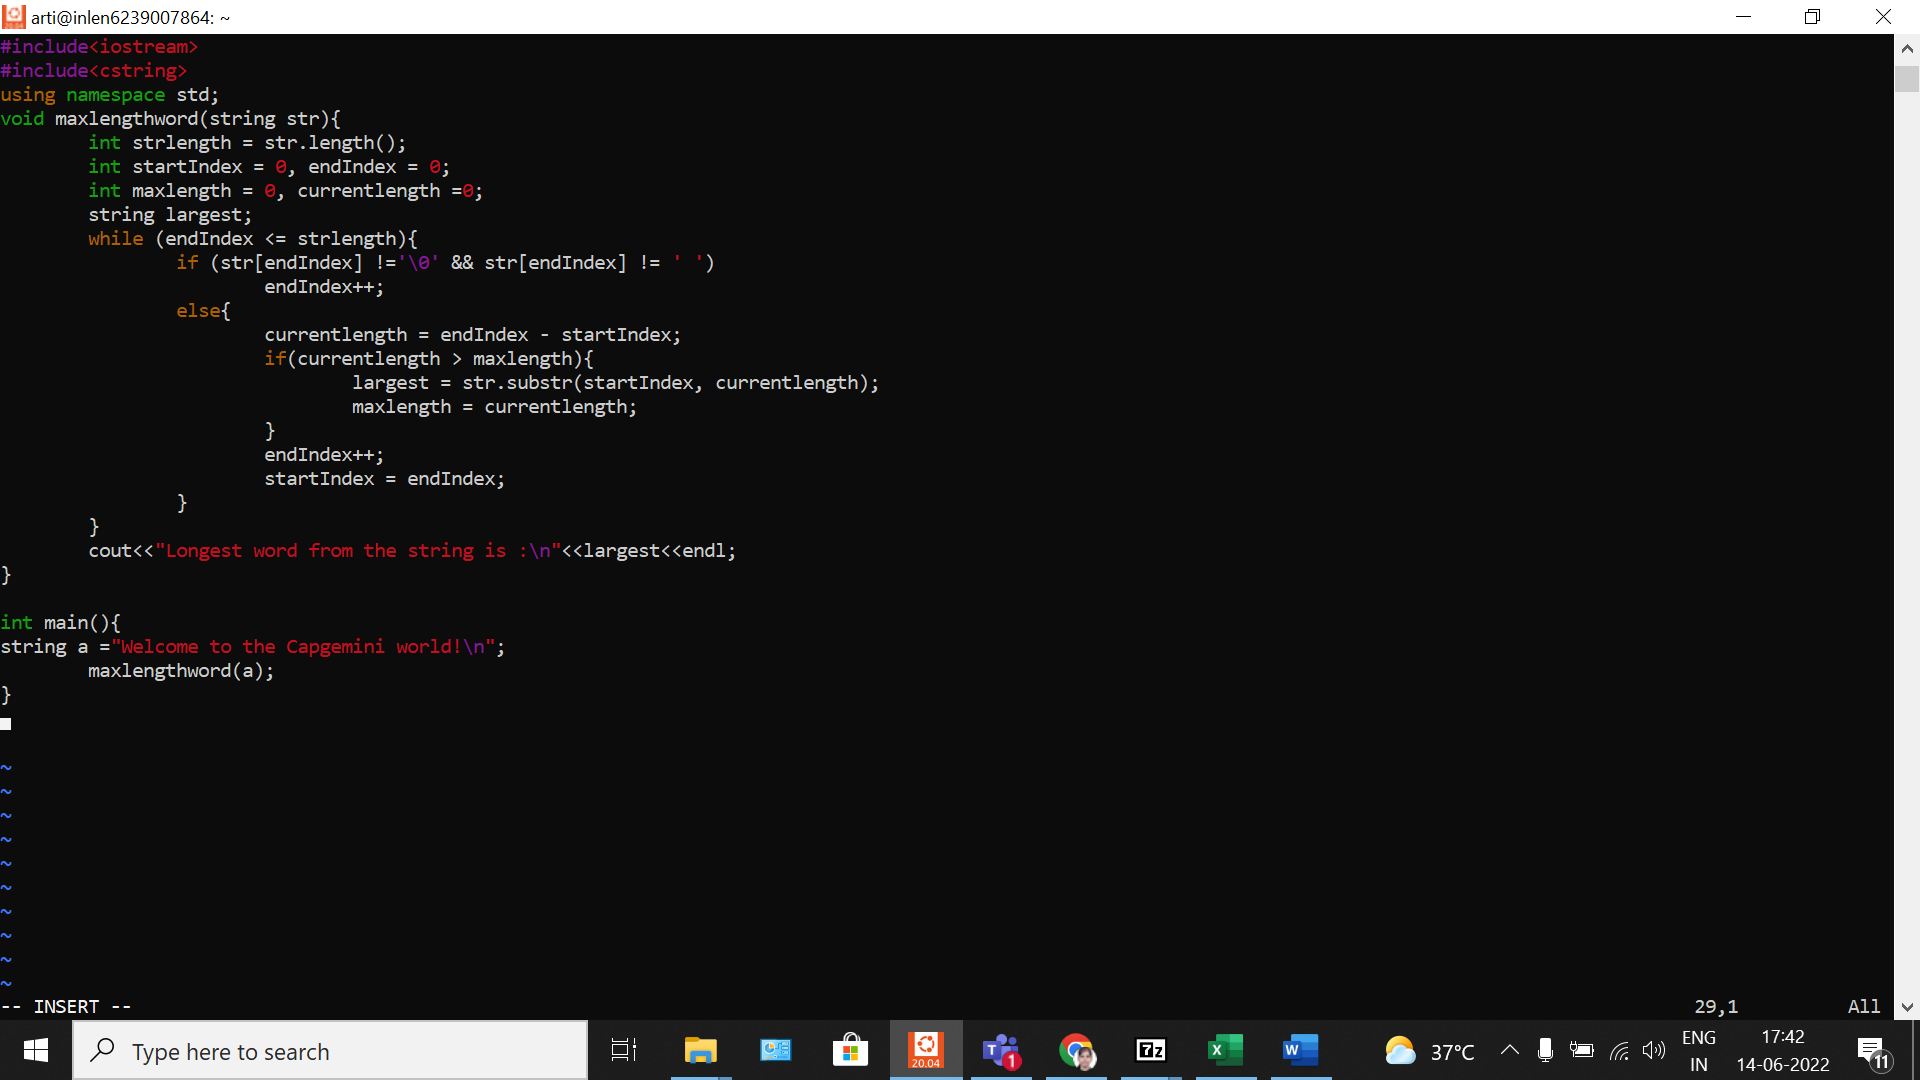 arti@inlen6239007864: ~
#include<iostream>
#include<cstring>
using namespace std;
void maxlengthword(string str){
        int strlength = str.length();
        int startIndex = 0, endIndex = 0;
        int maxlength = 0, currentlength =0;
        string largest;
        while (endIndex <= strlength){
                if (str[endIndex] !='\0' && str[endIndex] != ' ')
                        endIndex++;
                else{
                        currentlength = endIndex - startIndex;
                        if(currentlength > maxlength){
                                largest = str.substr(startIndex, currentlength);
                                maxlength = currentlength;
                        }
                        endIndex++;
                        startIndex = endIndex;
                }
        }
        cout<<"Longest word from the string is :\n"<<largest<<endl;
}

int main(){
string a ="Welcome to the Capgemini world!\n";
        maxlengthword(a);
}
~
~
~
~
~
~
~
~
~
~
-- INSERT -- 29,1 All
Type here to search
20.04
T 1
7z
X
W
37°C
ENG
IN
17:42
14-06-2022
11